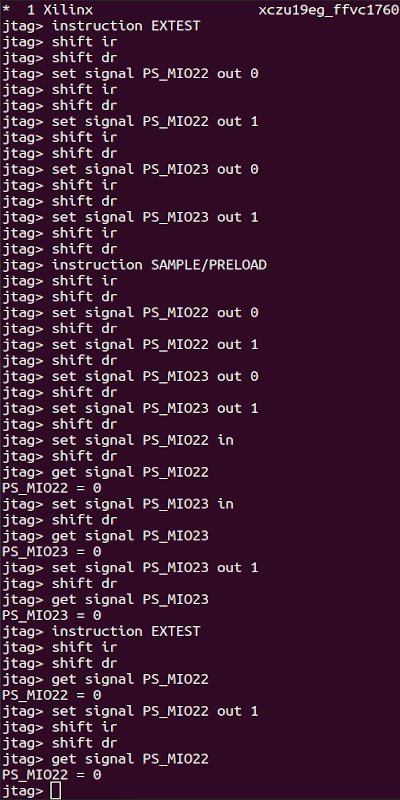 *  1 Xilinx                    xczu19eg_ffvc1760
jtag> instruction EXTEST
jtag> shift ir
jtag> shift dr
jtag> set signal PS_MIO22 out 0
jtag> shift ir
jtag> shift dr
jtag> set signal PS_MIO22 out 1
jtag> shift ir
jtag> shift dr
jtag> set signal PS_MIO23 out 0
jtag> shift ir
jtag> shift dr
jtag> set signal PS_MIO23 out 1
jtag> shift ir
jtag> shift dr
jtag> instruction SAMPLE/PRELOAD
jtag> shift ir
jtag> shift dr
jtag> set signal PS_MIO22 out 0
jtag> shift dr
jtag> set signal PS_MIO22 out 1
jtag> shift dr
jtag> set signal PS_MIO23 out 0
jtag> shift dr
jtag> set signal PS_MIO23 out 1
jtag> shift dr
jtag> set signal PS_MIO22 in
jtag> shift dr
jtag> get signal PS_MIO22
PS_MIO22 = 0
jtag> set signal PS_MIO23 in
jtag> shift dr
jtag> get signal PS_MIO23
PS_MIO23 = 0
jtag> set signal PS_MIO23 out 1
jtag> shift dr
jtag> get signal PS_MIO23
PS_MIO23 = 0
jtag> instruction EXTEST
jtag> shift ir
jtag> shift dr
jtag> get signal PS_MIO22
PS_MIO22 = 0
jtag> set signal PS_MIO22 out 1
jtag> shift ir
jtag> shift dr
jtag> get signal PS_MIO22
PS_MIO22 = 0
jtag>